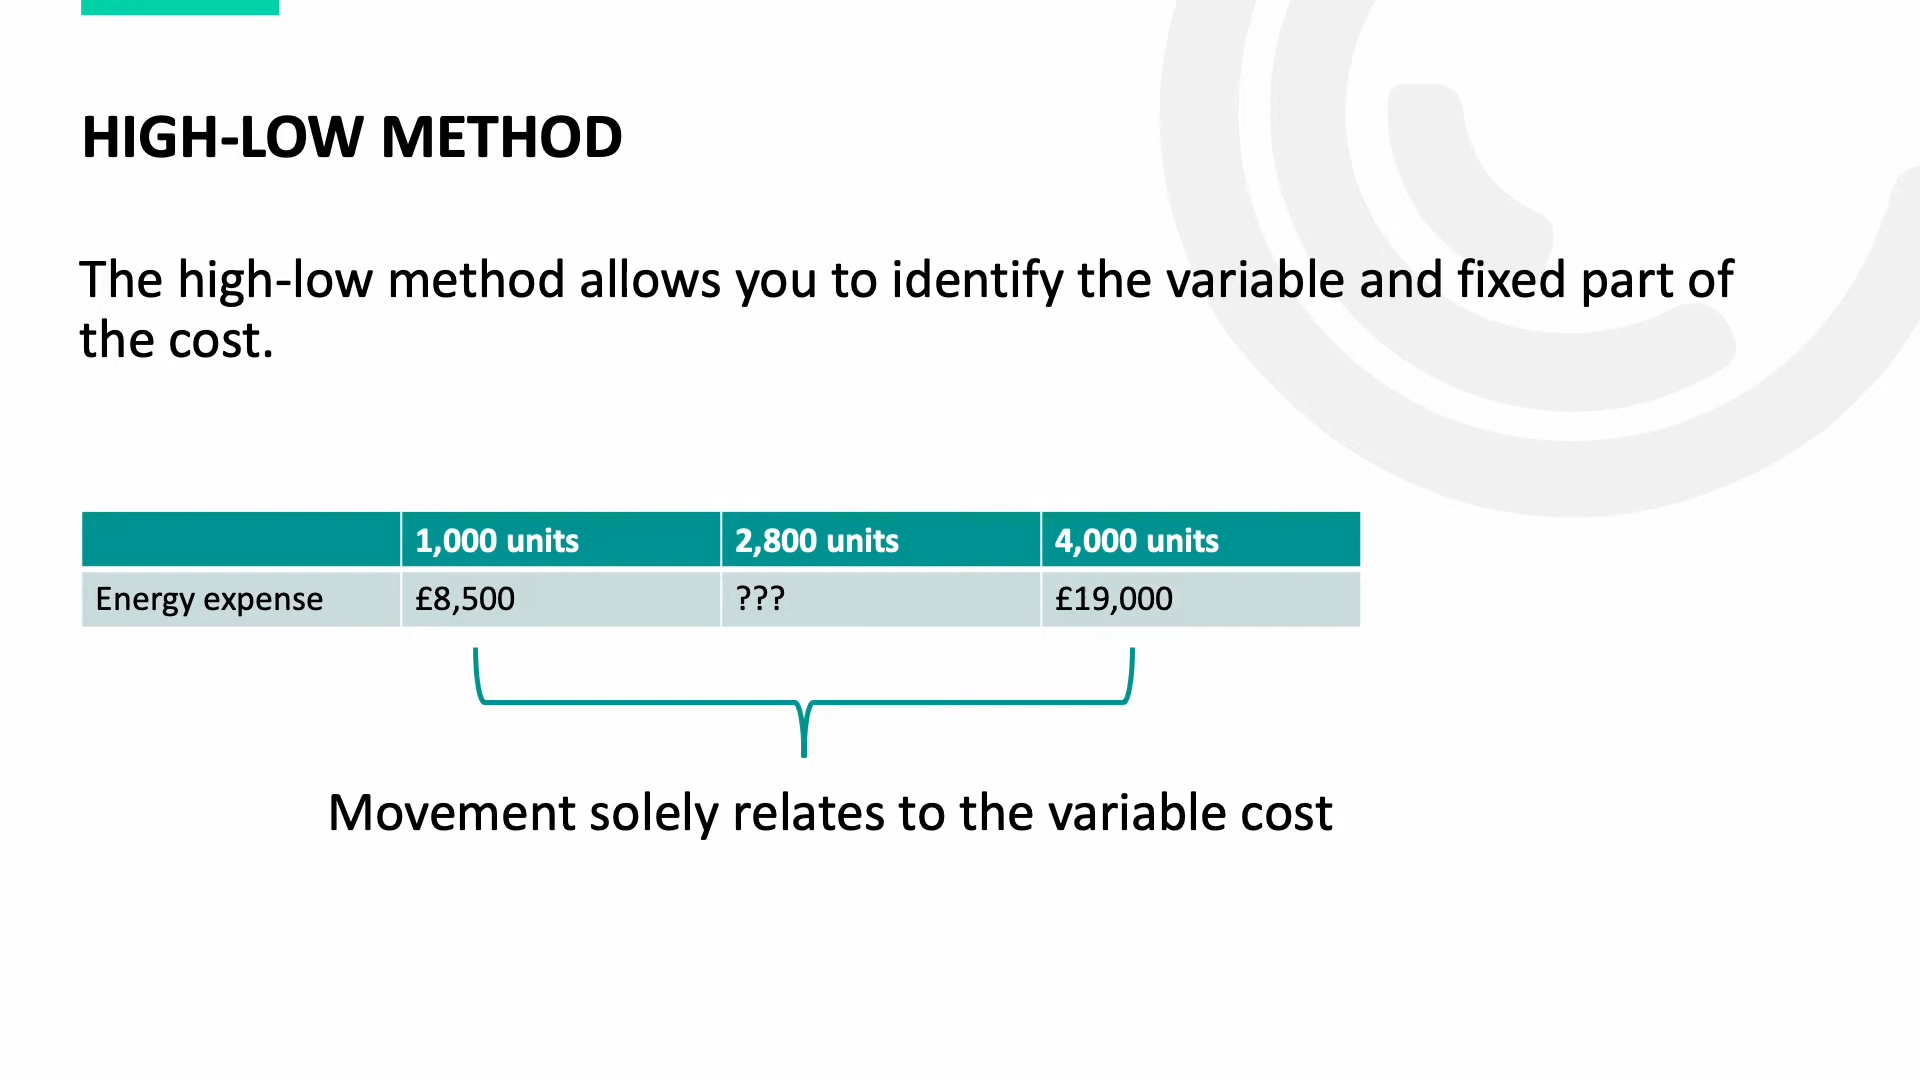 HIGH-LOW METHOD
The high-low method allows you to identify the variable and fixed part of
the cost.
1,000 units 2,800 units 4,000 units
Energy expense £8,500 ??? £19,000
Movement solely relates to the variable cost